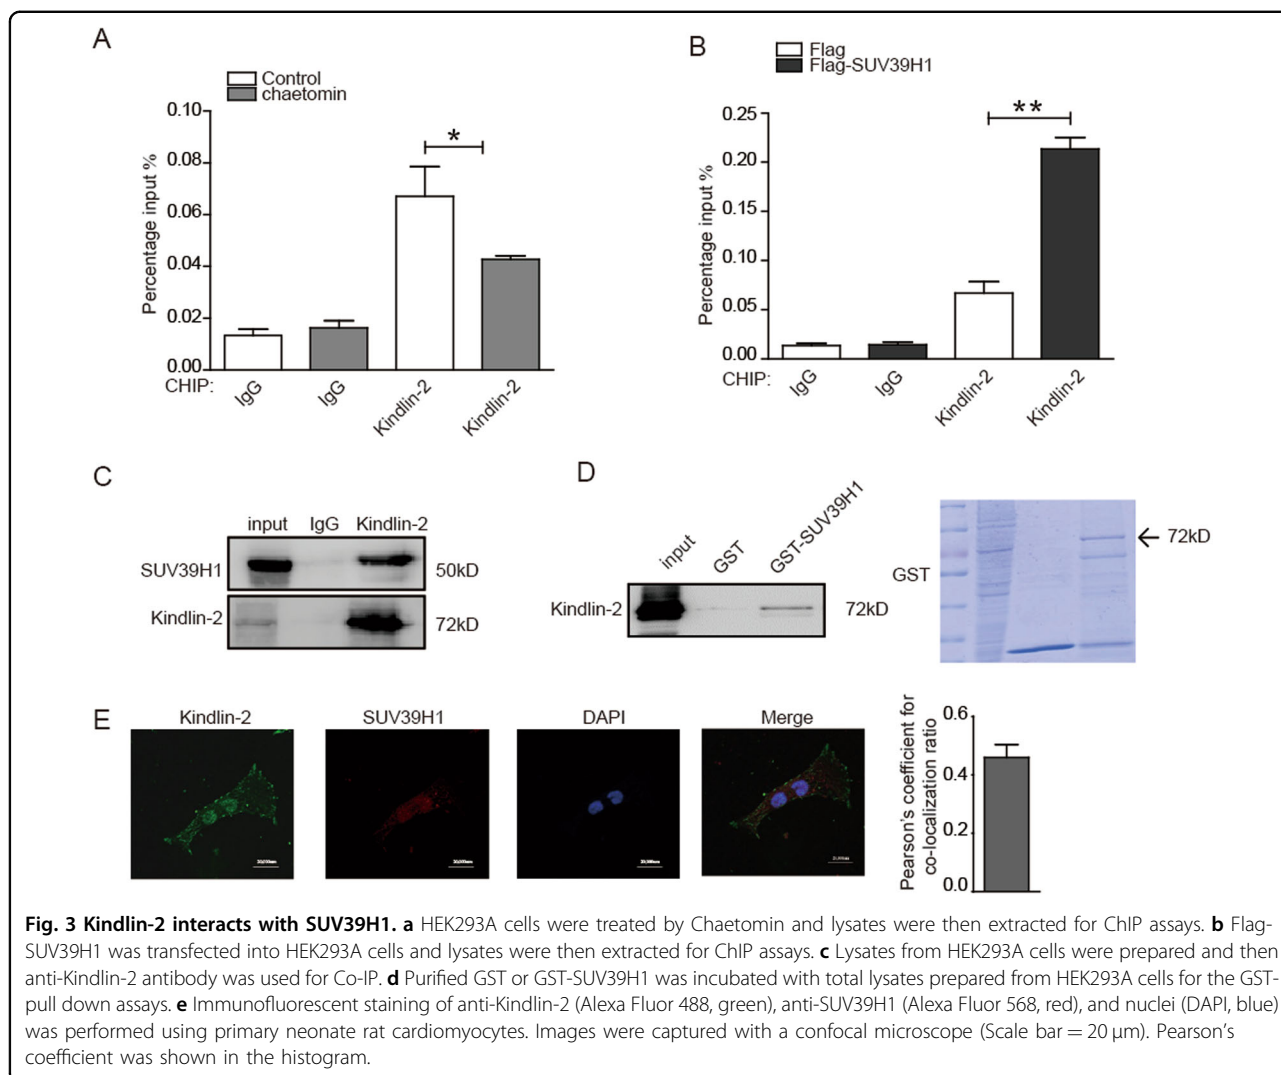 A
Control
chaetomin
Percentage input %
0.10
0.08
0.06
0.04
0.02
0.00
*
CHIP:
IgG
IgG
Kindlin-2
Kindlin-2
B
Flag
Flag-SUV39H1
Percentage input %
0.25
0.20
0.15
0.10
0.05
0.00
**
CHIP:
IgG
IgG
Kindlin-2
Kindlin-2
C
input IgG Kindlin-2
SUV39H1 50kD
Kindlin-2 72kD
D
input GST GST-SUV39H1
Kindlin-2 72kD
GST
72kD
E
Kindlin-2 SUV39H1 DAPI Merge
Pearson's coefficient for
co-localization ratio
0.6
0.4
0.2
0.0
Fig. 3 Kindlin-2 interacts with SUV39H1. a HEK293A cells were treated by Chaetomin and lysates were then extracted for ChIP assays. b Flag-
SUV39H1 was transfected into HEK293A cells and lysates were then extracted for ChIP assays. c Lysates from HEK293A cells were prepared and then
anti-Kindlin-2 antibody was used for Co-IP. d Purified GST or GST-SUV39H1 was incubated with total lysates prepared from HEK293A cells for the GST-
pull down assays. e Immunofluorescent staining of anti-Kindlin-2 (Alexa Fluor 488, green), anti-SUV39H1 (Alexa Fluor 568, red), and nuclei (DAPI, blue)
was performed using primary neonate rat cardiomyocytes. Images were captured with a confocal microscope (Scale bar = 20 μm). Pearson's
coefficient was shown in the histogram.